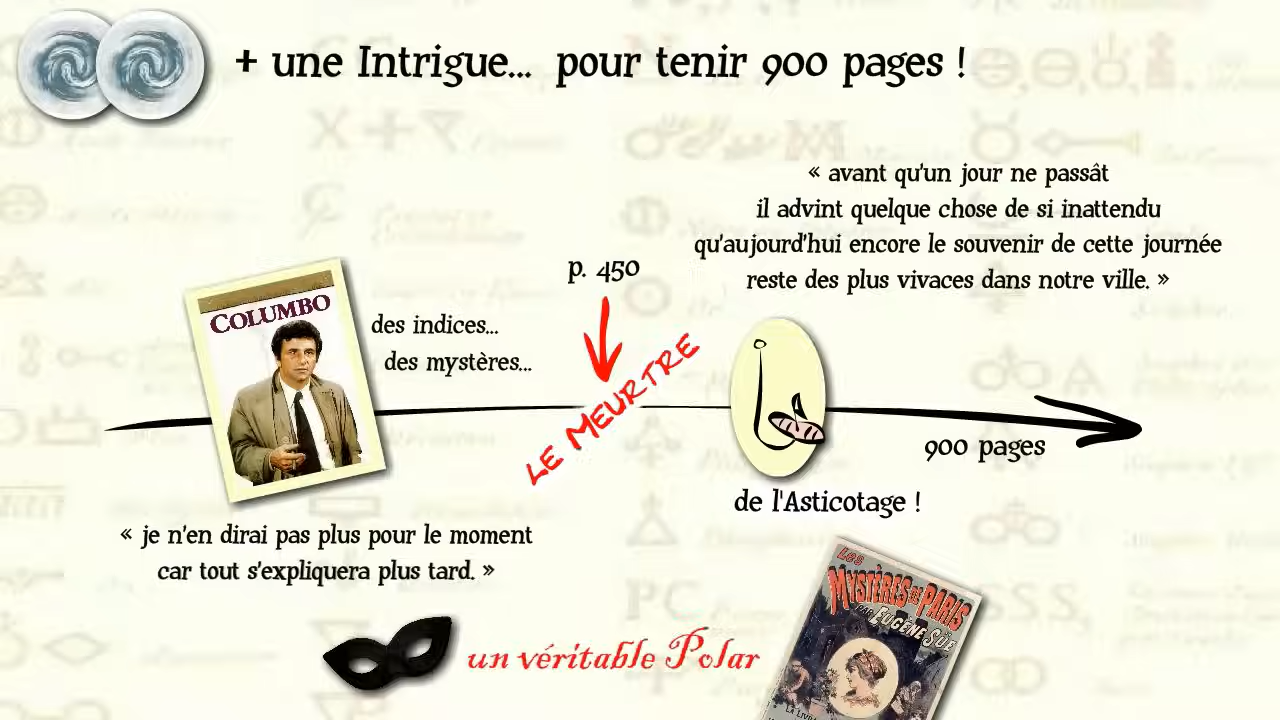 + une Intrigue... pour tenir 900 pages !
« avant qu'un jour ne passât
il advint quelque chose de si inattendu
qu'aujourd'hui encore le souvenir de cette journée
reste des plus vivaces dans notre ville. »
p. 450
COLUMBO
des indices...
des mystères...
LE MEURTRE
900 pages
de l'Asticotage !
« je n'en dirai pas plus pour le moment
car tout s'expliquera plus tard. »
un véritable Polar
LES
MYSTÈRES DE PARIS
PAR EUGÈNE SÜE